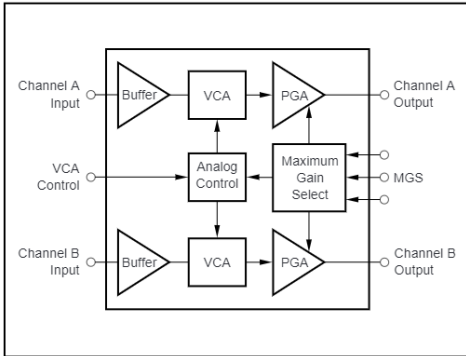 Channel A
Input
Buffer
VCA
PGA
Channel A
Output
VCA
Control
Analog
Control
Maximum
Gain
Select
MGS
Channel B
Input
Buffer
VCA
PGA
Channel B
Output